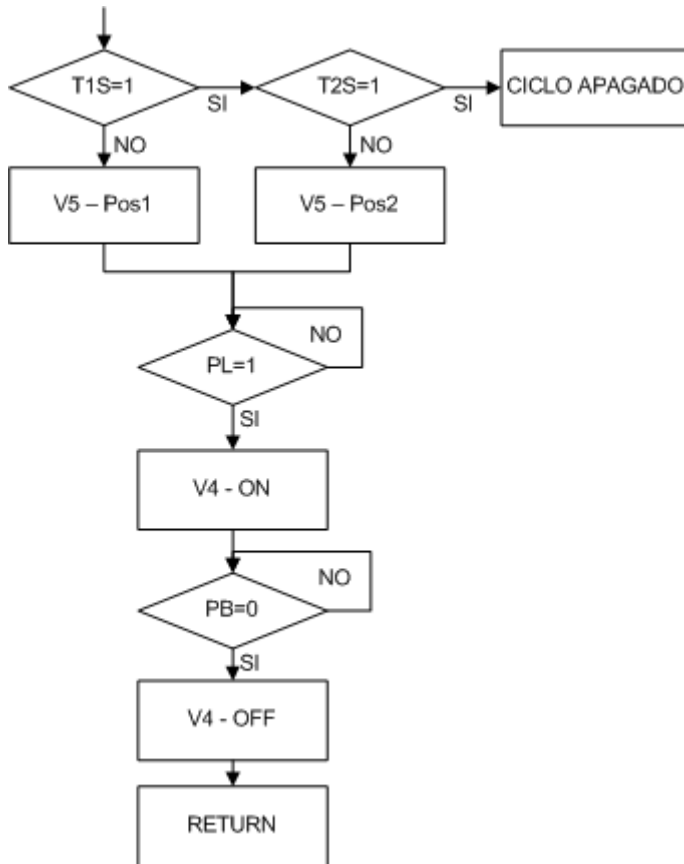 T1S=1
SI
T2S=1
SI
CICLO APAGADO
NO
NO
V5 – Pos1
V5 – Pos2
NO
PL=1
SI
V4 - ON
NO
PB=0
SI
V4 - OFF
RETURN